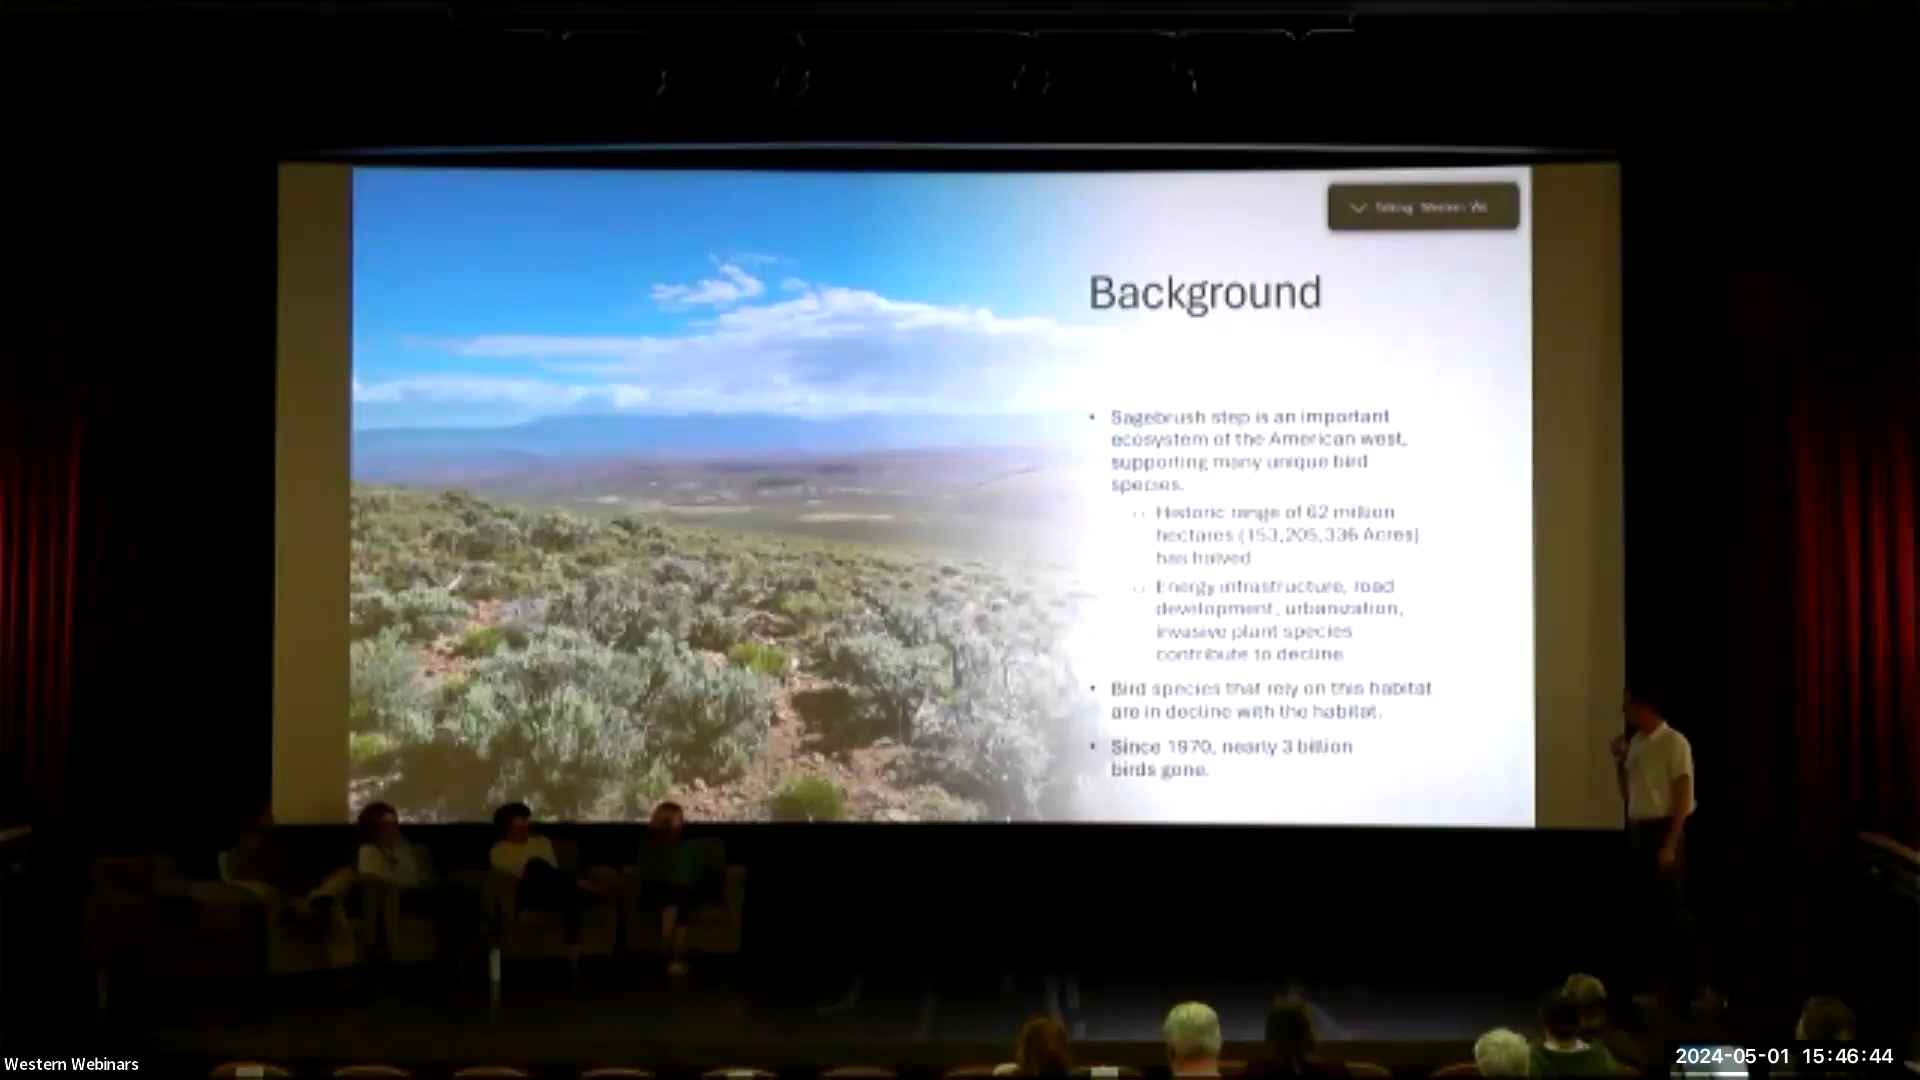 Talking: Western We
Background
• Sagebrush step is an important
ecosystem of the American west,
supporting many unique bird
species.
Historic range of 62 million
hectares (153,205,336 Acres)
has halved
Energy infrastructure, road
development, urbanization,
invasive plant species
contribute to decline
• Bird species that rely on this habitat
are in decline with the habitat.
• Since 1970, nearly 3 billion
birds gone.
Western Webinars
2024-05-01 15:46:44